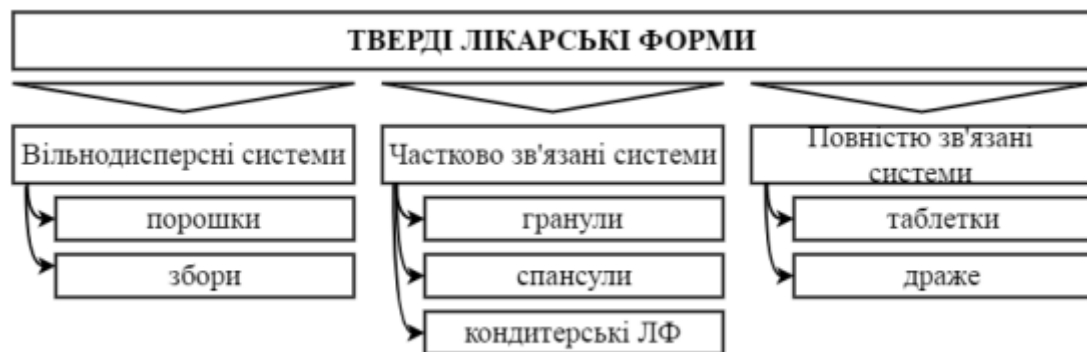 ТВЕРДІ ЛІКАРСЬКІ ФОРМИ
Вільнодисперсні системи
порошки
збори
Частково зв'язані системи
гранули
спансули
кондитерські ЛФ
Повністю зв'язані
системи
таблетки
драже